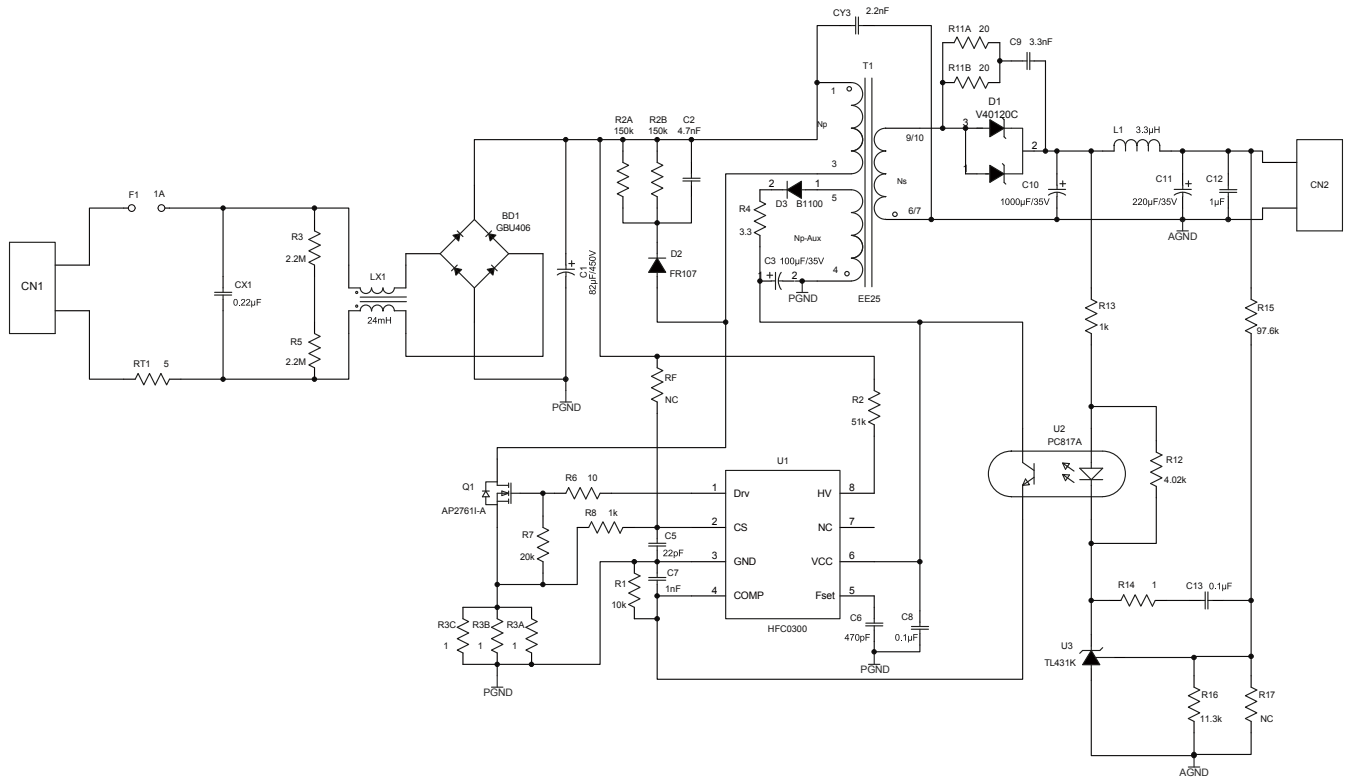 CY3 2.2nF
R11A 20
C9 3.3nF
R11B 20
T1
D1
V40120C
1
Np
3
9/10
3
1
2
Ns
6/7
L1 3.3µH
R2A
150k
R2B
150k
C2
4.7nF
C10
1000µF/35V
C11
220µF/35V
C12
1µF
CN2
AGND
2
1
D3 B1100
5
R4
3.3
Np-Aux
C3 100µF/35V
1
2
4
PGND
EE25
F1 1A
BD1
GBU406
R3
2.2M
CX1
0.22µF
LX1
24mH
CN1
R5
2.2M
RT1 5
C1
82µF/450V
PGND
D2
FR107
R13
1k
R15
97.6k
RF
NC
R2
51k
U2
PC817A
R12
4.02k
U1
Q1
AP2761I-A
R6 10
1 Drv HV 8
R8 1k
2 CS NC 7
R7
20k
C5
22pF
3 GND VCC 6
C7
1nF
R1
10k
4 COMP Fset 5
HFC0300
C6
470pF
C8
0.1µF
PGND
R3C
1
R3B
1
R3A
1
PGND
R14 1
C13 0.1µF
U3
TL431K
R16
11.3k
R17
NC
AGND